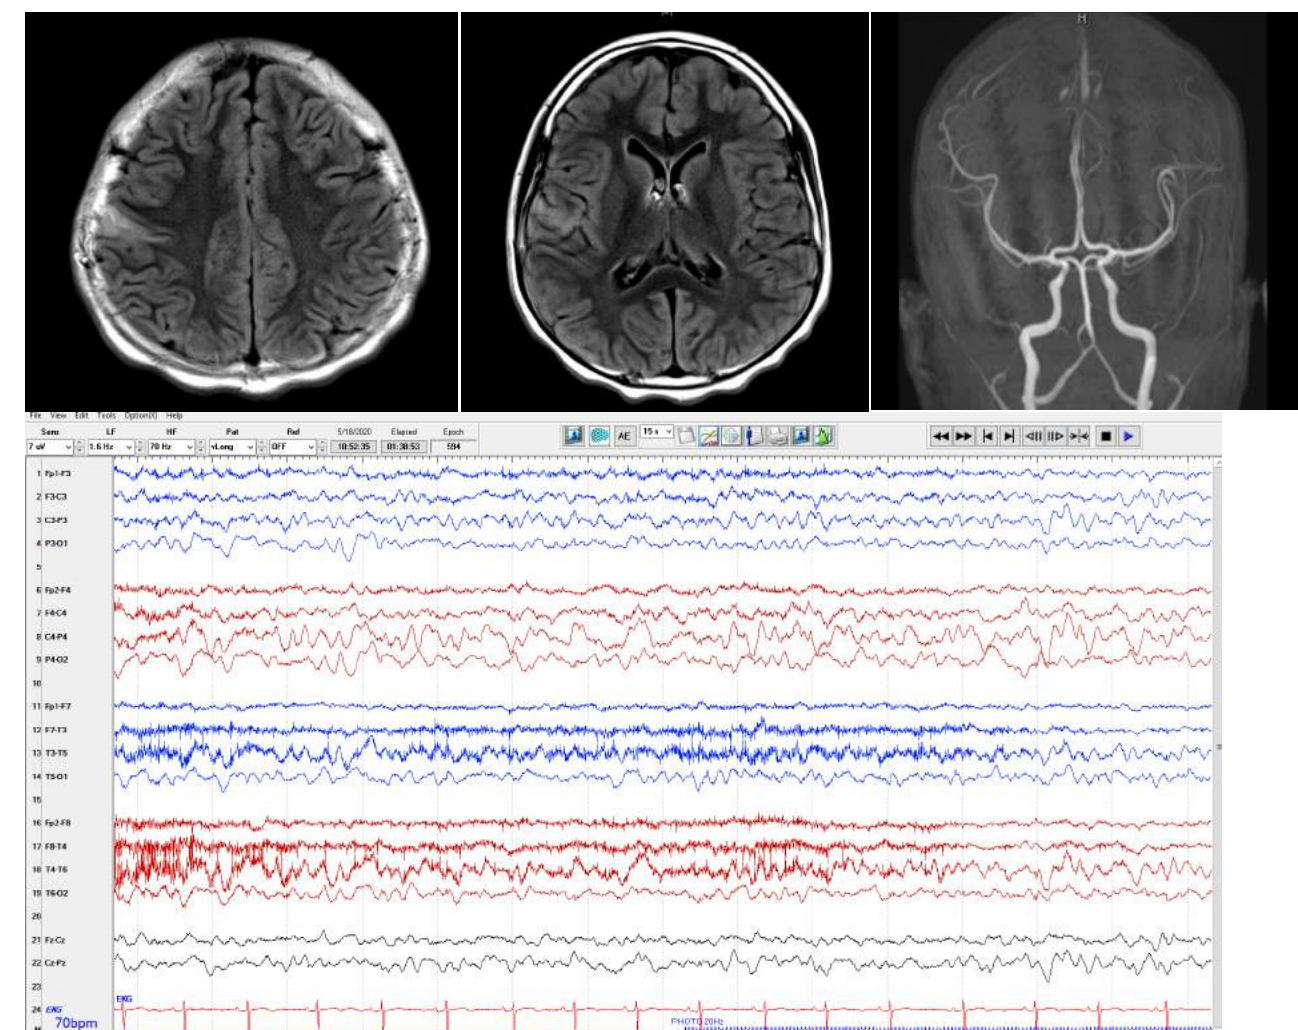 H
File View Edit Tools Option(X) Help
Sens LF HF Pat Ref 5/18/2020 Elapsed Epoch
7 uV 1.6 Hz 70 Hz vLong OFF 10:52:35 01:38:53 594 AE 15 s
1 Fp1-F3
2 F3-C3
3 C3-P3
4 P3-O1
5
6 Fp2-F4
7 F4-C4
8 C4-P4
9 P4-O2
10
11 Fp1-F7
12 F7-T3
13 T3-T5
14 T5-O1
15
16 Fp2-F8
17 F8-T4
18 T4-T6
19 T6-O2
20
21 Fz-Cz
22 Cz-Pz
23
EKG
24 EKG
70bpm PHOTO 20Hz